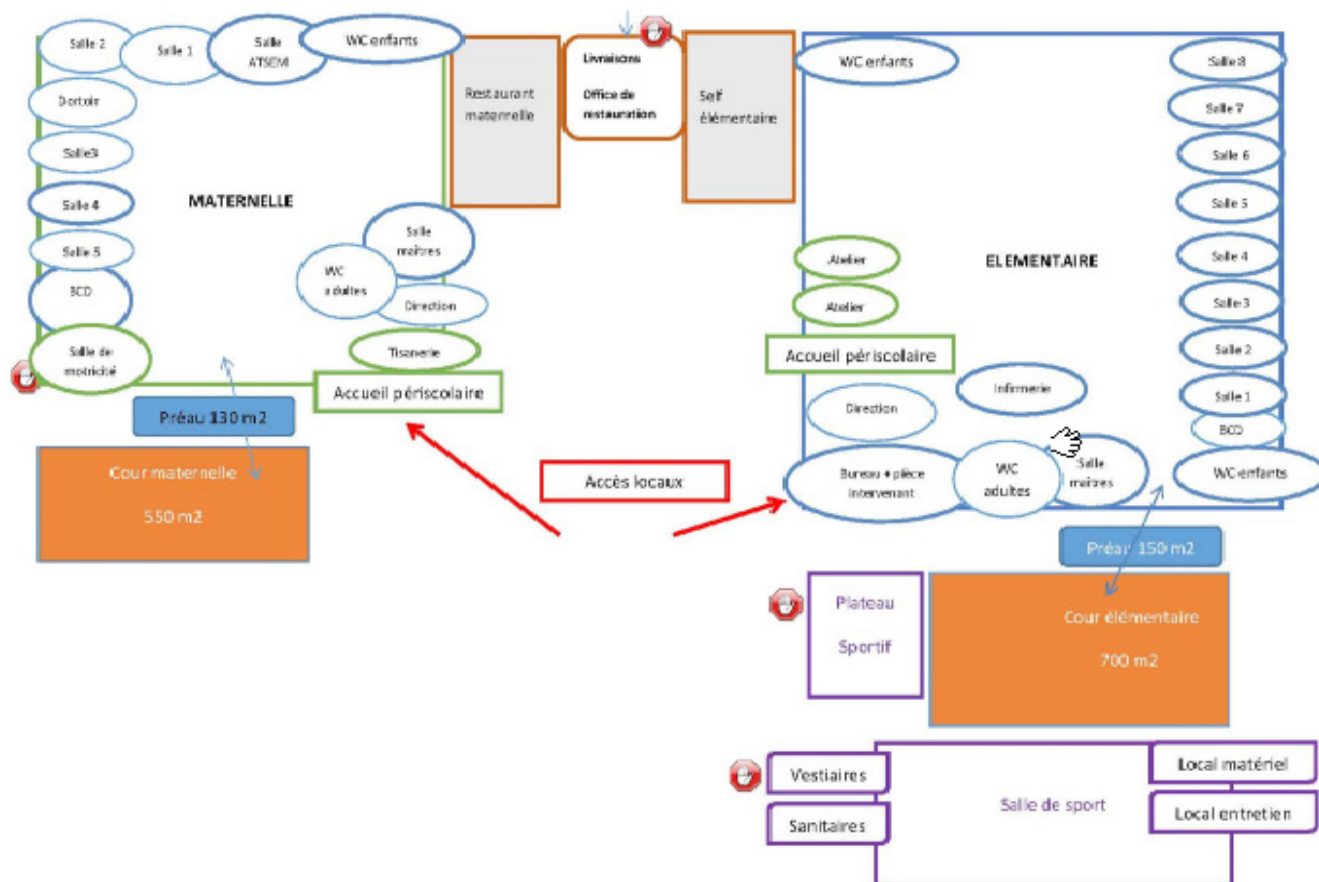 Salle 2
Salle 1
Salle
ATSEM
WC enfants
Dortoir
Salle3
Salle 4
Salle 5
BCD
Salle de
motricité
MATERNELLE
Salle
maîtres
WC
adultes
Direction
Tisanerie
Accueil périscolaire
Préau 130 m2
Cour maternelle
550 m2
Restaurant
maternelle
Livraisons
Office de
restauration
Self
élémentaire
Accès locaux
WC enfants
Atelier
Atelier
Accueil périscolaire
ELEMENTAIRE
Direction
Infirmerie
Bureau + pièce
intervenant
WC
adultes
Salle
maîtres
Salle 8
Salle 7
Salle 6
Salle 5
Salle 4
Salle 3
Salle 2
Salle 1
BCD
WC enfants
Préau 150 m2
Plateau
Sportif
Cour élémentaire
700 m2
Vestiaires
Sanitaires
Salle de sport
Local matériel
Local entretien